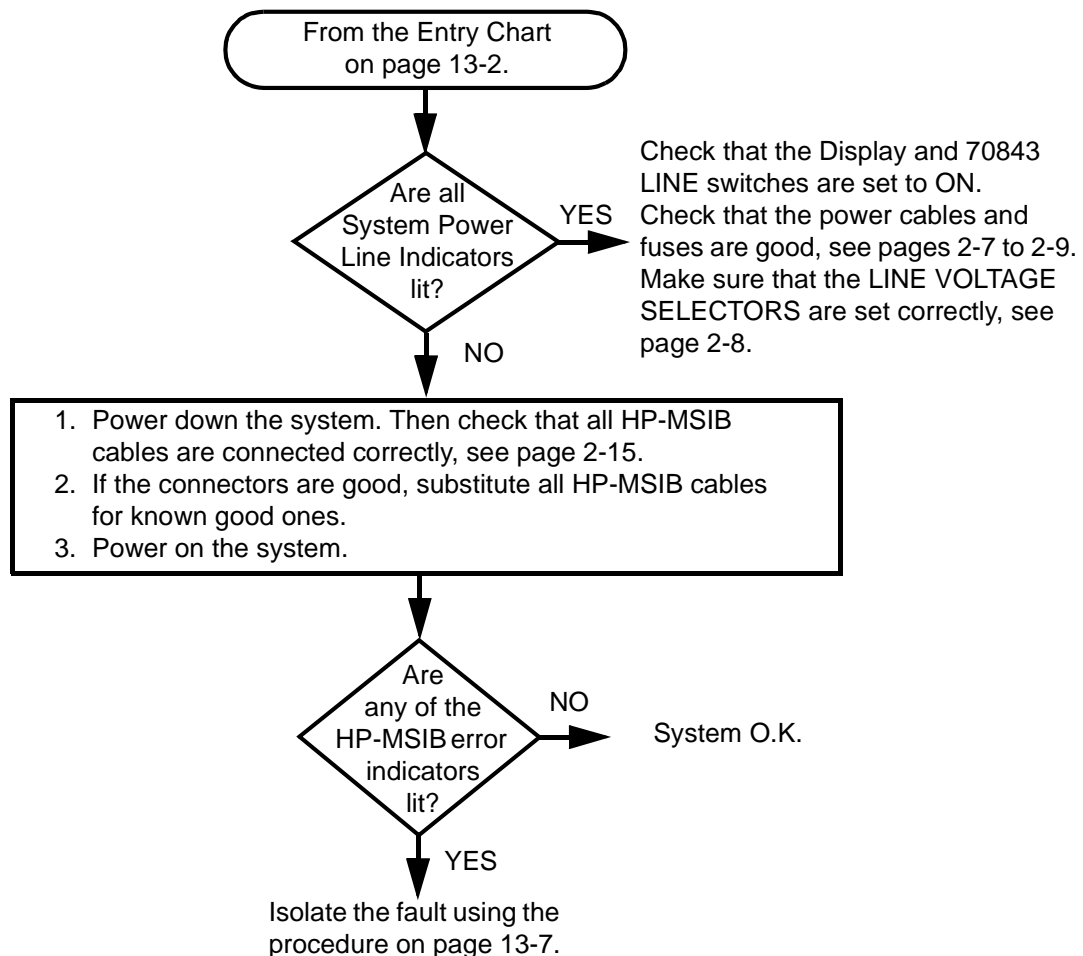 From the Entry Chart
on page 13-2.
Are all
System Power
Line Indicators
lit?
YES
Check that the Display and 70843
LINE switches are set to ON.
Check that the power cables and
fuses are good, see pages 2-7 to 2-9.
Make sure that the LINE VOLTAGE
SELECTORS are set correctly, see
page 2-8.
NO
1. Power down the system. Then check that all HP-MSIB
cables are connected correctly, see page 2-15.
2. If the connectors are good, substitute all HP-MSIB cables
for known good ones.
3. Power on the system.
Are
any of the
HP-MSIB error
indicators
lit?
NO
System O.K.
YES
Isolate the fault using the
procedure on page 13-7.